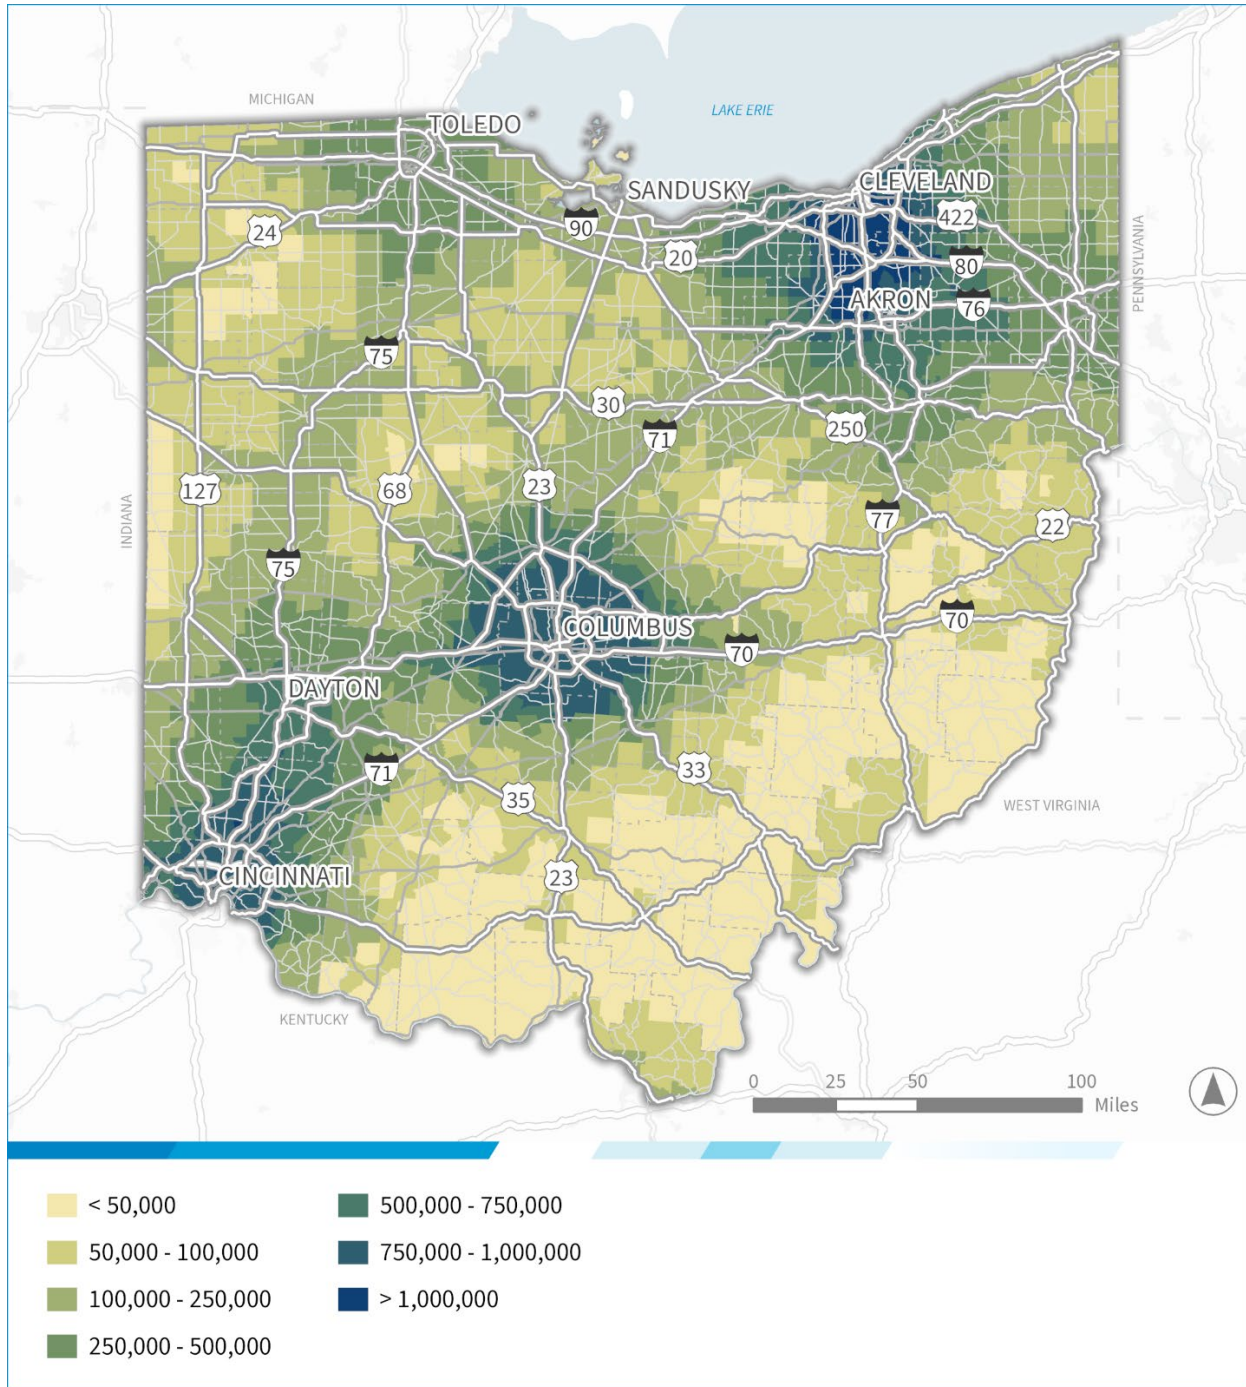 MICHIGAN
LAKE ERIE
TOLEDO
SANDUSKY
CLEVELAND
422
24
90
20
80
PENNSYLVANIA
AKRON
76
75
30
250
71
127
68
23
77
22
INDIANA
75
COLUMBUS
70
70
DAYTON
71
33
35
WEST VIRGINIA
CINCINNATI
23
KENTUCKY
0 25 50 100
Miles
< 50,000
50,000 - 100,000
100,000 - 250,000
250,000 - 500,000
500,000 - 750,000
750,000 - 1,000,000
> 1,000,000